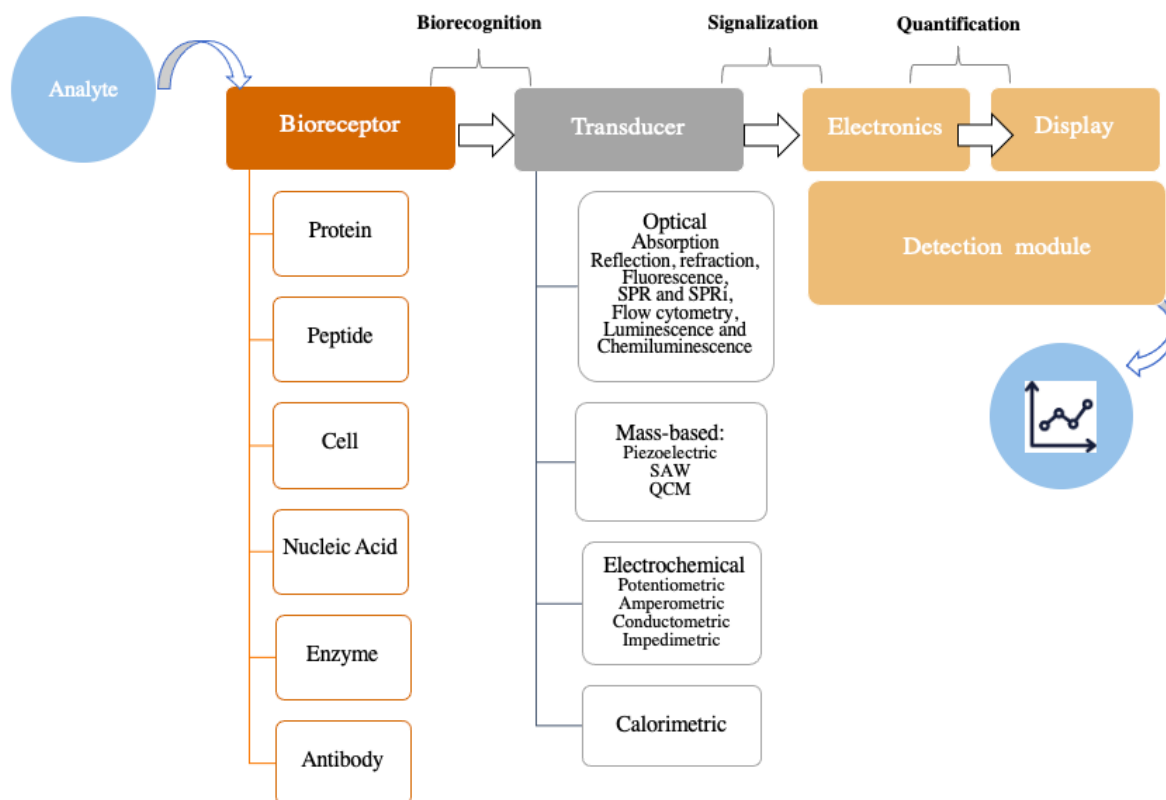 Biorecognition
Signalization
Quantification
Analyte
Bioreceptor
Transducer
Electronics
Display
Detection module
Protein
Peptide
Cell
Nucleic Acid
Enzyme
Antibody
Optical
Absorption
Reflection, refraction,
Fluorescence,
SPR and SPRi,
Flow cytometry,
Luminescence and
Chemiluminescence
Mass-based:
Piezoelectric
SAW
QCM
Electrochemical
Potentiometric
Amperometric
Conductometric
Impedimetric
Calorimetric